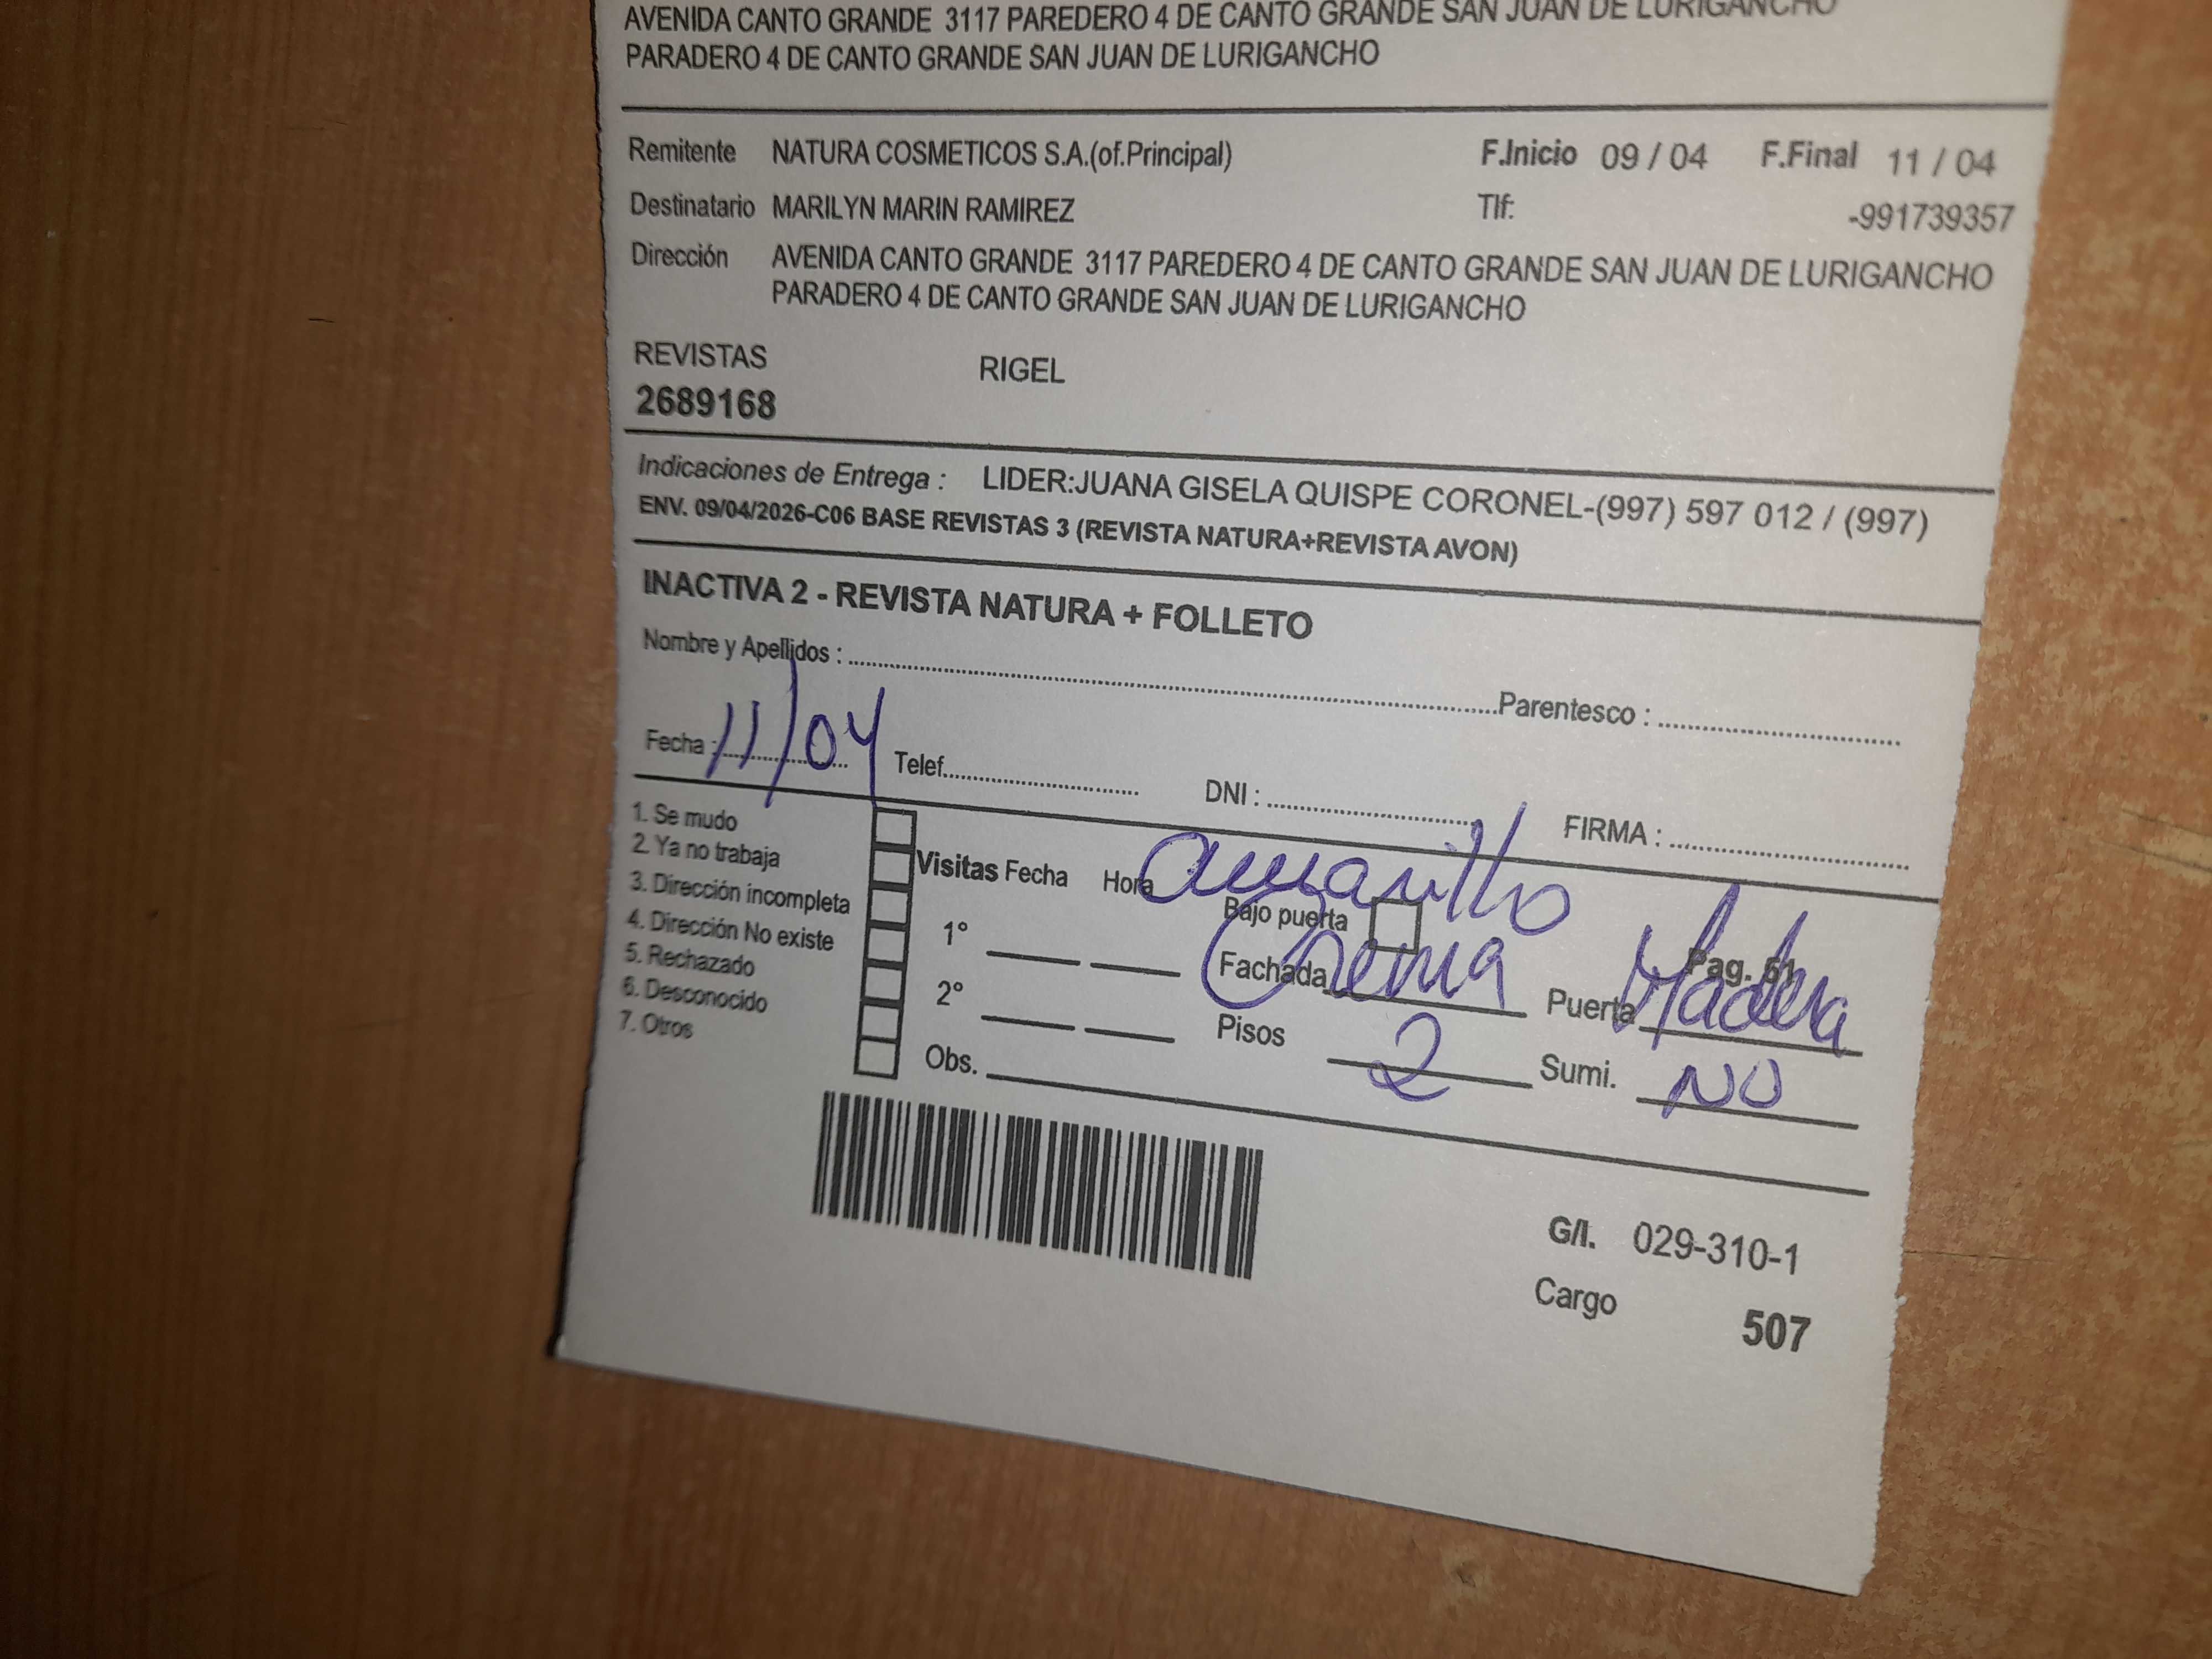 AVENIDA CANTO GRANDE 3117 PAREDERO 4 DE CANTO GRANDE SAN JUAN DE LURIGANCHO
PARADERO 4 DE CANTO GRANDE SAN JUAN DE LURIGANCHO
Remitente NATURA COSMETICOS S.A.(of.Principal) F.Inicio 09 / 04 F.Final 11 / 04
Destinatario MARILYN MARIN RAMIREZ Tlf: -991739357
Dirección AVENIDA CANTO GRANDE 3117 PAREDERO 4 DE CANTO GRANDE SAN JUAN DE LURIGANCHO
PARADERO 4 DE CANTO GRANDE SAN JUAN DE LURIGANCHO
REVISTAS RIGEL
2689168
Indicaciones de Entrega : LIDER:JUANA GISELA QUISPE CORONEL-(997) 597 012 / (997)
ENV. 09/04/2026-C06 BASE REVISTAS 3 (REVISTA NATURA+REVISTA AVON)
INACTIVA 2 - REVISTA NATURA + FOLLETO
Nombre y Apellidos : Parentesco :
Fecha : 11/04 Telef. DNI : FIRMA :
1. Se mudo
2. Ya no trabaja
3. Dirección incompleta
4. Dirección No existe
5. Rechazado
6. Desconocido
7. Otros
Visitas Fecha Hora amarillo
Bajo puerta Pag. 51
1° Fachada Crema Puerta Madera
2° Pisos 2 Sumi. NO
Obs.
G/I. 029-310-1
Cargo 507